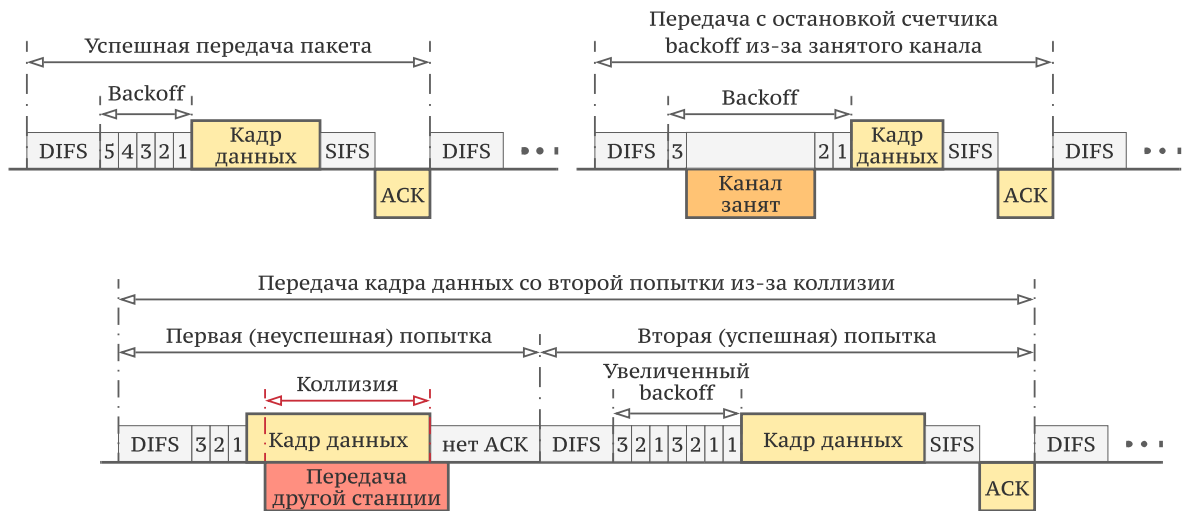 Успешная передача пакета
Backoff
DIFS 5 4 3 2 1 Кадр данных SIFS DIFS
ACK
Передача с остановкой счетчика
backoff из-за занятого канала
Backoff
DIFS 3 2 1 Кадр данных SIFS DIFS
Канал
занят
ACK
Передача кадра данных со второй попытки из-за коллизии
Первая (неуспешная) попытка
Вторая (успешная) попытка
Коллизия
Увеличенный
backoff
DIFS 3 2 1 Кадр данных нет ACK DIFS 3 2 1 3 2 1 1 Кадр данных SIFS DIFS
Передача
другой станции
ACK